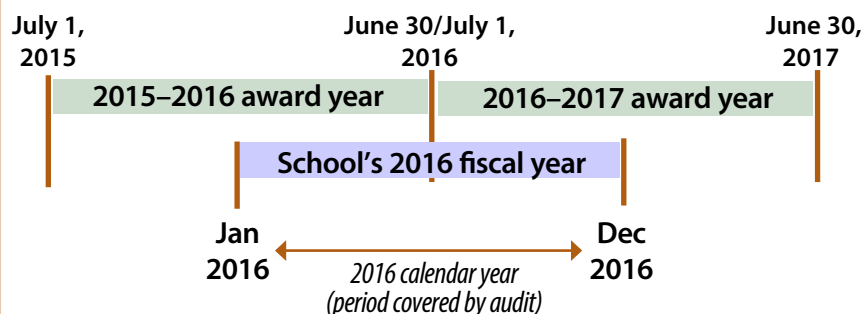 July 1,
2015
June 30/July 1,
2016
June 30,
2017
2015–2016 award year
2016–2017 award year
School’s 2016 fiscal year
Jan
2016
Dec
2016
2016 calendar year
(period covered by audit)